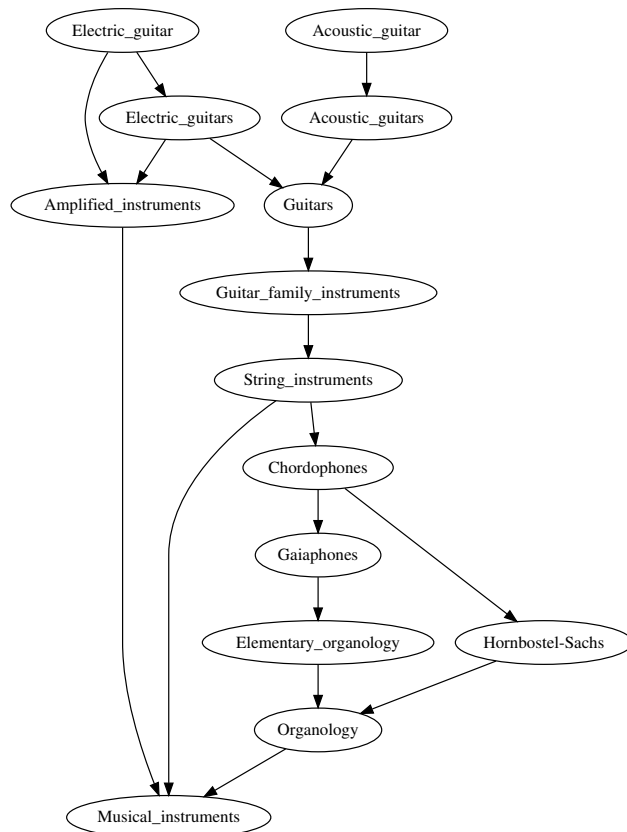 Electric_guitar
Acoustic_guitar
Electric_guitars
Acoustic_guitars
Amplified_instruments
Guitars
Guitar_family_instruments
String_instruments
Chordophones
Gaiaphones
Elementary_organology
Hornbostel-Sachs
Organology
Musical_instruments